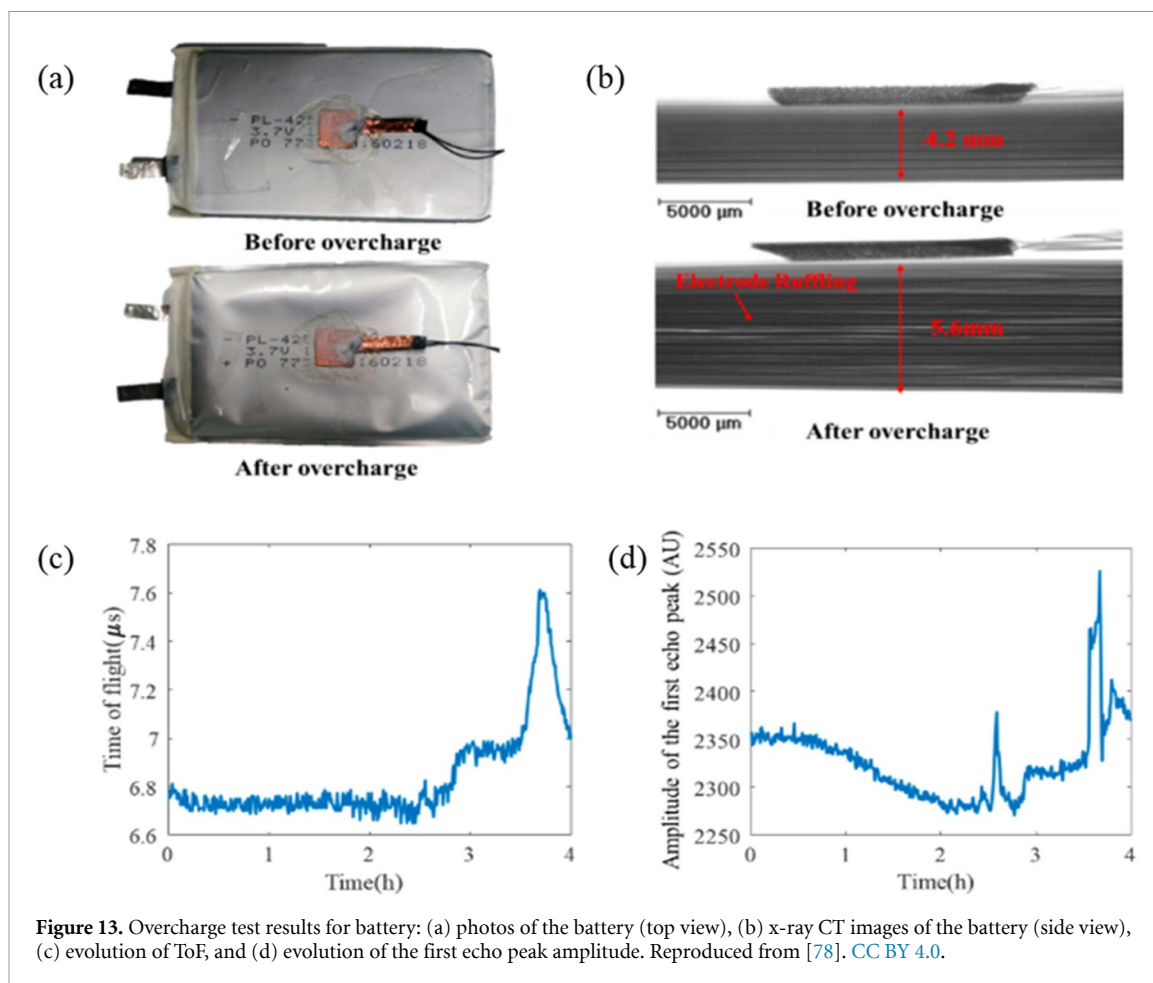 (a)
- PL-42
3.7V
PO 77 160218
Before overcharge
- PL-42
3.7V
+ PO 77 160218
After overcharge
(b)
4.2 mm
5000 μm
Before overcharge
Electrode Ruffling
5.6mm
5000 μm
After overcharge
(c)
Time of flight(μs)
7.8
7.6
7.4
7.2
7
6.8
6.6
0 1 2 3 4
Time(h)
(d)
Amplitude of the first echo peak (AU)
2550
2500
2450
2400
2350
2300
2250
0 1 2 3 4
Time(h)
Figure 13. Overcharge test results for battery: (a) photos of the battery (top view), (b) x-ray CT images of the battery (side view),
(c) evolution of ToF, and (d) evolution of the first echo peak amplitude. Reproduced from [78]. CC BY 4.0.